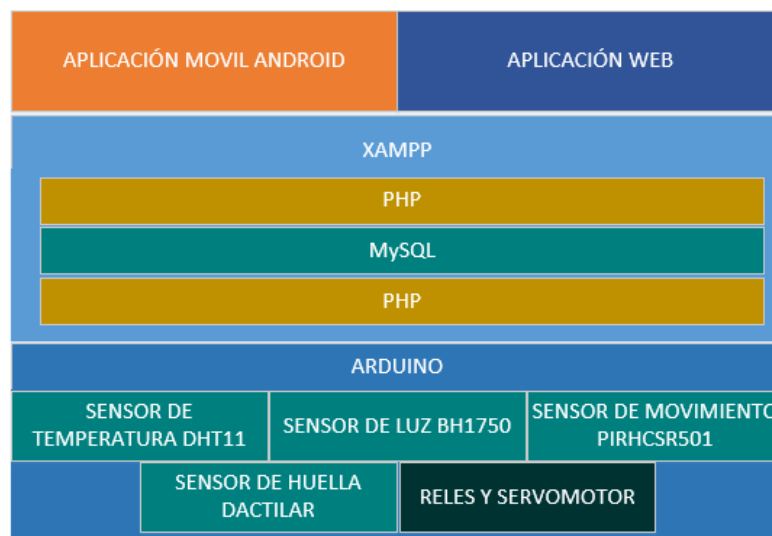 APLICACIÓN MOVIL ANDROID
APLICACIÓN WEB
XAMPP
PHP
MySQL
PHP
ARDUINO
SENSOR DE
TEMPERATURA DHT11
SENSOR DE LUZ BH1750
SENSOR DE MOVIMIENTO
PIRHCSR501
SENSOR DE HUELLA
DACTILAR
RELES Y SERVOMOTOR